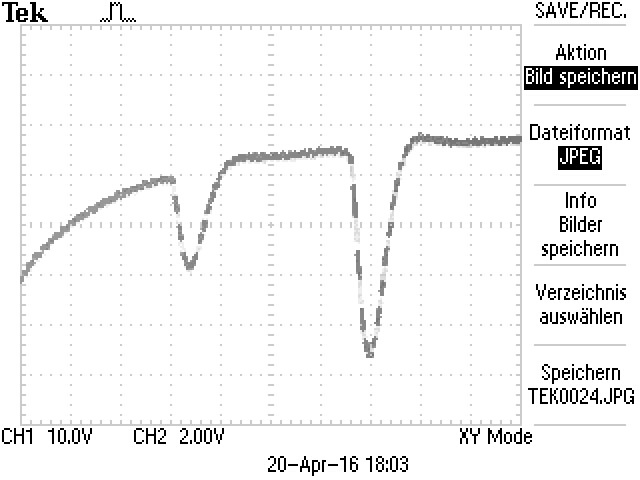 Tek
SAVE/REC.
Aktion
Bild speichern
Dateiformat
JPEG
Info
Bilder
speichern
Verzeichnis
auswählen
Speichern
TEK0024.JPG
CH1 10.0V CH2 2.00V XY Mode
20-Apr-16 18:03